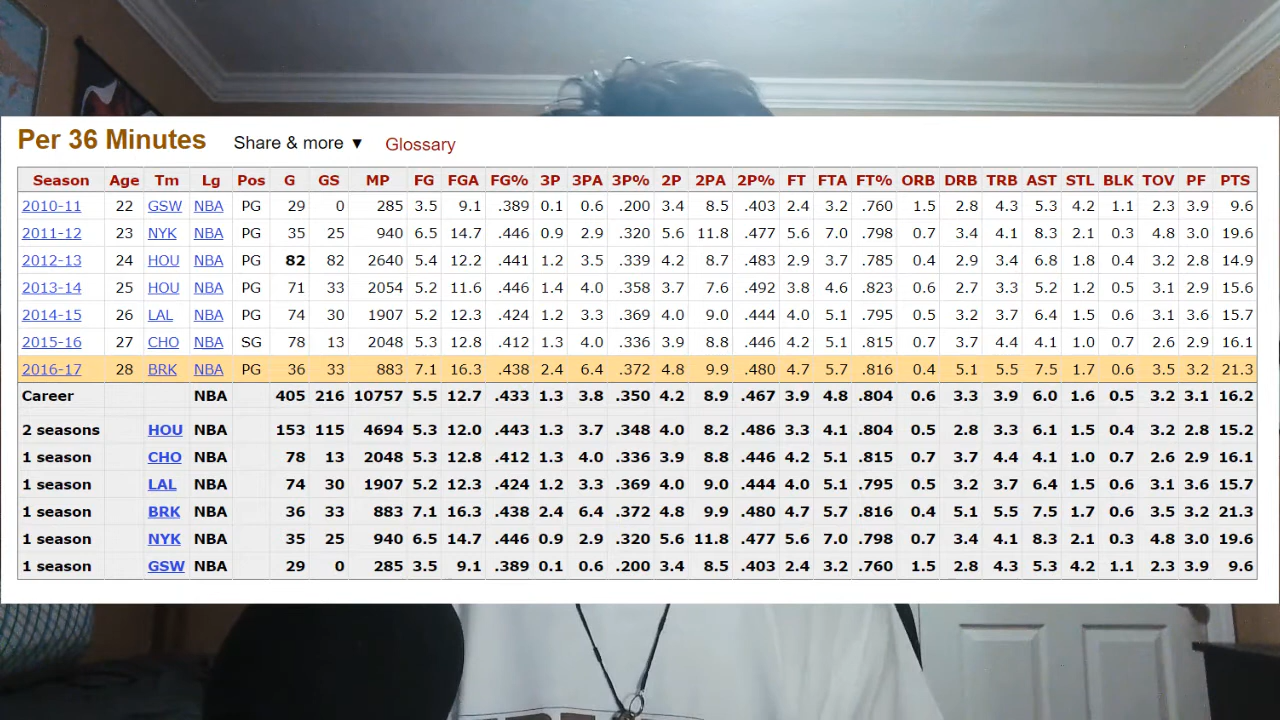 Per 36 Minutes Share & more ▼ Glossary
Season Age Tm Lg Pos G GS MP FG FGA FG% 3P 3PA 3P% 2P 2PA 2P% FT FTA FT% ORB DRB TRB AST STL BLK TOV PF PTS
2010-11 22 GSW NBA PG 29 0 285 3.5 9.1 .389 0.1 0.6 .200 3.4 8.5 .403 2.4 3.2 .760 1.5 2.8 4.3 5.3 4.2 1.1 2.3 3.9 9.6
2011-12 23 NYK NBA PG 35 25 940 6.5 14.7 .446 0.9 2.9 .320 5.6 11.8 .477 5.6 7.0 .798 0.7 3.4 4.1 8.3 2.1 0.3 4.8 3.0 19.6
2012-13 24 HOU NBA PG 82 82 2640 5.4 12.2 .441 1.2 3.5 .339 4.2 8.7 .483 2.9 3.7 .785 0.4 2.9 3.4 6.8 1.8 0.4 3.2 2.8 14.9
2013-14 25 HOU NBA PG 71 33 2054 5.2 11.6 .446 1.4 4.0 .358 3.7 7.6 .492 3.8 4.6 .823 0.6 2.7 3.3 5.2 1.2 0.5 3.1 2.9 15.6
2014-15 26 LAL NBA PG 74 30 1907 5.2 12.3 .424 1.2 3.3 .369 4.0 9.0 .444 4.0 5.1 .795 0.5 3.2 3.7 6.4 1.5 0.6 3.1 3.6 15.7
2015-16 27 CHO NBA SG 78 13 2048 5.3 12.8 .412 1.3 4.0 .336 3.9 8.8 .446 4.2 5.1 .815 0.7 3.7 4.4 4.1 1.0 0.7 2.6 2.9 16.1
2016-17 28 BRK NBA PG 36 33 883 7.1 16.3 .438 2.4 6.4 .372 4.8 9.9 .480 4.7 5.7 .816 0.4 5.1 5.5 7.5 1.7 0.6 3.5 3.2 21.3
Career NBA 405 216 10757 5.5 12.7 .433 1.3 3.8 .350 4.2 8.9 .467 3.9 4.8 .804 0.6 3.3 3.9 6.0 1.6 0.5 3.2 3.1 16.2
2 seasons HOU NBA 153 115 4694 5.3 12.0 .443 1.3 3.7 .348 4.0 8.2 .486 3.3 4.1 .804 0.5 2.8 3.3 6.1 1.5 0.4 3.2 2.8 15.2
1 season CHO NBA 78 13 2048 5.3 12.8 .412 1.3 4.0 .336 3.9 8.8 .446 4.2 5.1 .815 0.7 3.7 4.4 4.1 1.0 0.7 2.6 2.9 16.1
1 season LAL NBA 74 30 1907 5.2 12.3 .424 1.2 3.3 .369 4.0 9.0 .444 4.0 5.1 .795 0.5 3.2 3.7 6.4 1.5 0.6 3.1 3.6 15.7
1 season BRK NBA 36 33 883 7.1 16.3 .438 2.4 6.4 .372 4.8 9.9 .480 4.7 5.7 .816 0.4 5.1 5.5 7.5 1.7 0.6 3.5 3.2 21.3
1 season NYK NBA 35 25 940 6.5 14.7 .446 0.9 2.9 .320 5.6 11.8 .477 5.6 7.0 .798 0.7 3.4 4.1 8.3 2.1 0.3 4.8 3.0 19.6
1 season GSW NBA 29 0 285 3.5 9.1 .389 0.1 0.6 .200 3.4 8.5 .403 2.4 3.2 .760 1.5 2.8 4.3 5.3 4.2 1.1 2.3 3.9 9.6